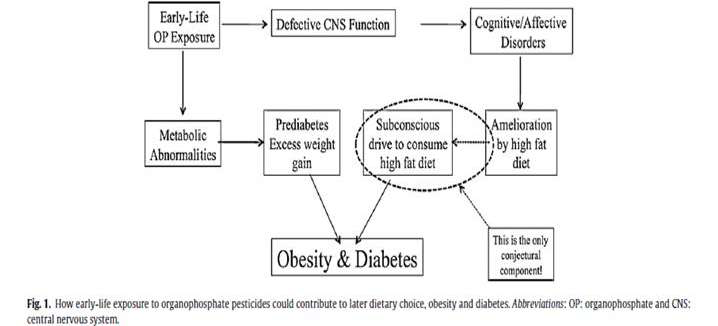 Early-Life
OP Exposure
Defective CNS Function
Cognitive/Affective
Disorders
Metabolic
Abnormalities
Prediabetes
Excess weight
gain
Subconscious
drive to consume
high fat diet
Amelioration
by high fat
diet
Obesity & Diabetes
This is the only
conjectural
component!
Fig. 1. How early-life exposure to organophosphate pesticides could contribute to later dietary choice, obesity and diabetes. Abbreviations: OP: organophosphate and CNS:
central nervous system.